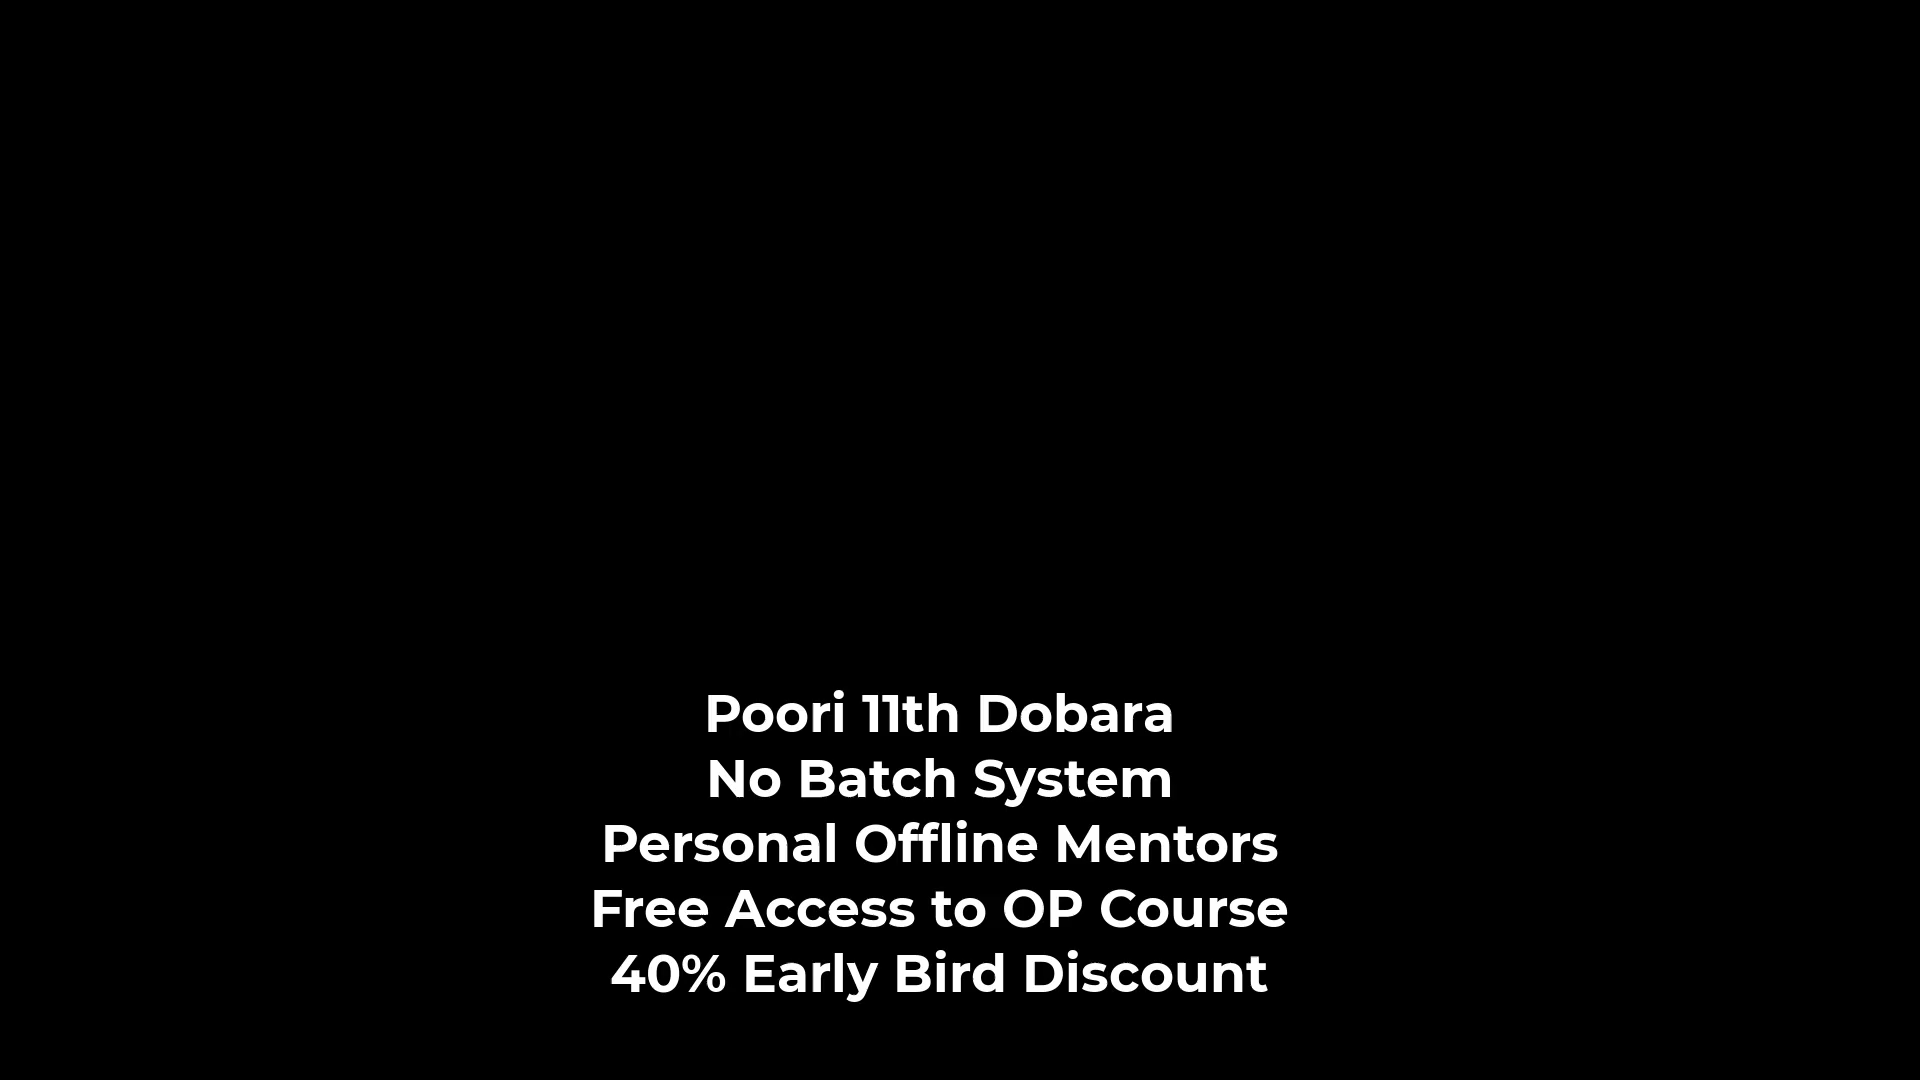 Poori 11th Dobara
No Batch System
Personal Offline Mentors
Free Access to OP Course
40% Early Bird Discount